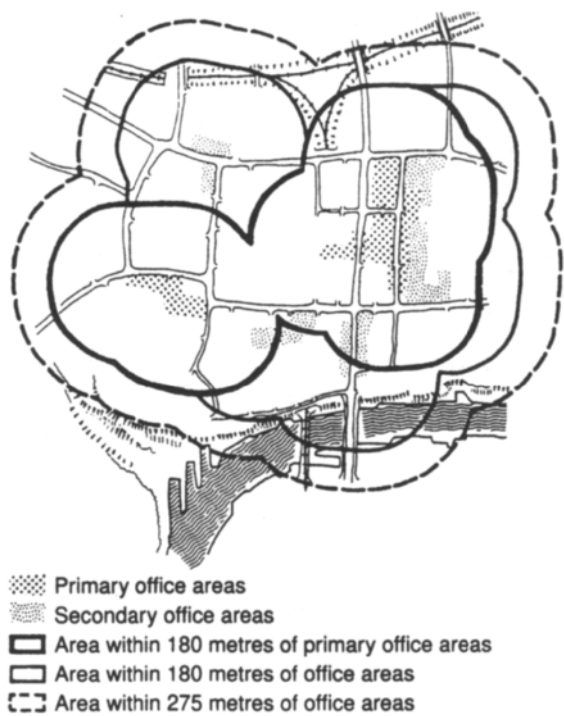 Primary office areas
Secondary office areas
Area within 180 metres of primary office areas
Area within 180 metres of office areas
Area within 275 metres of office areas